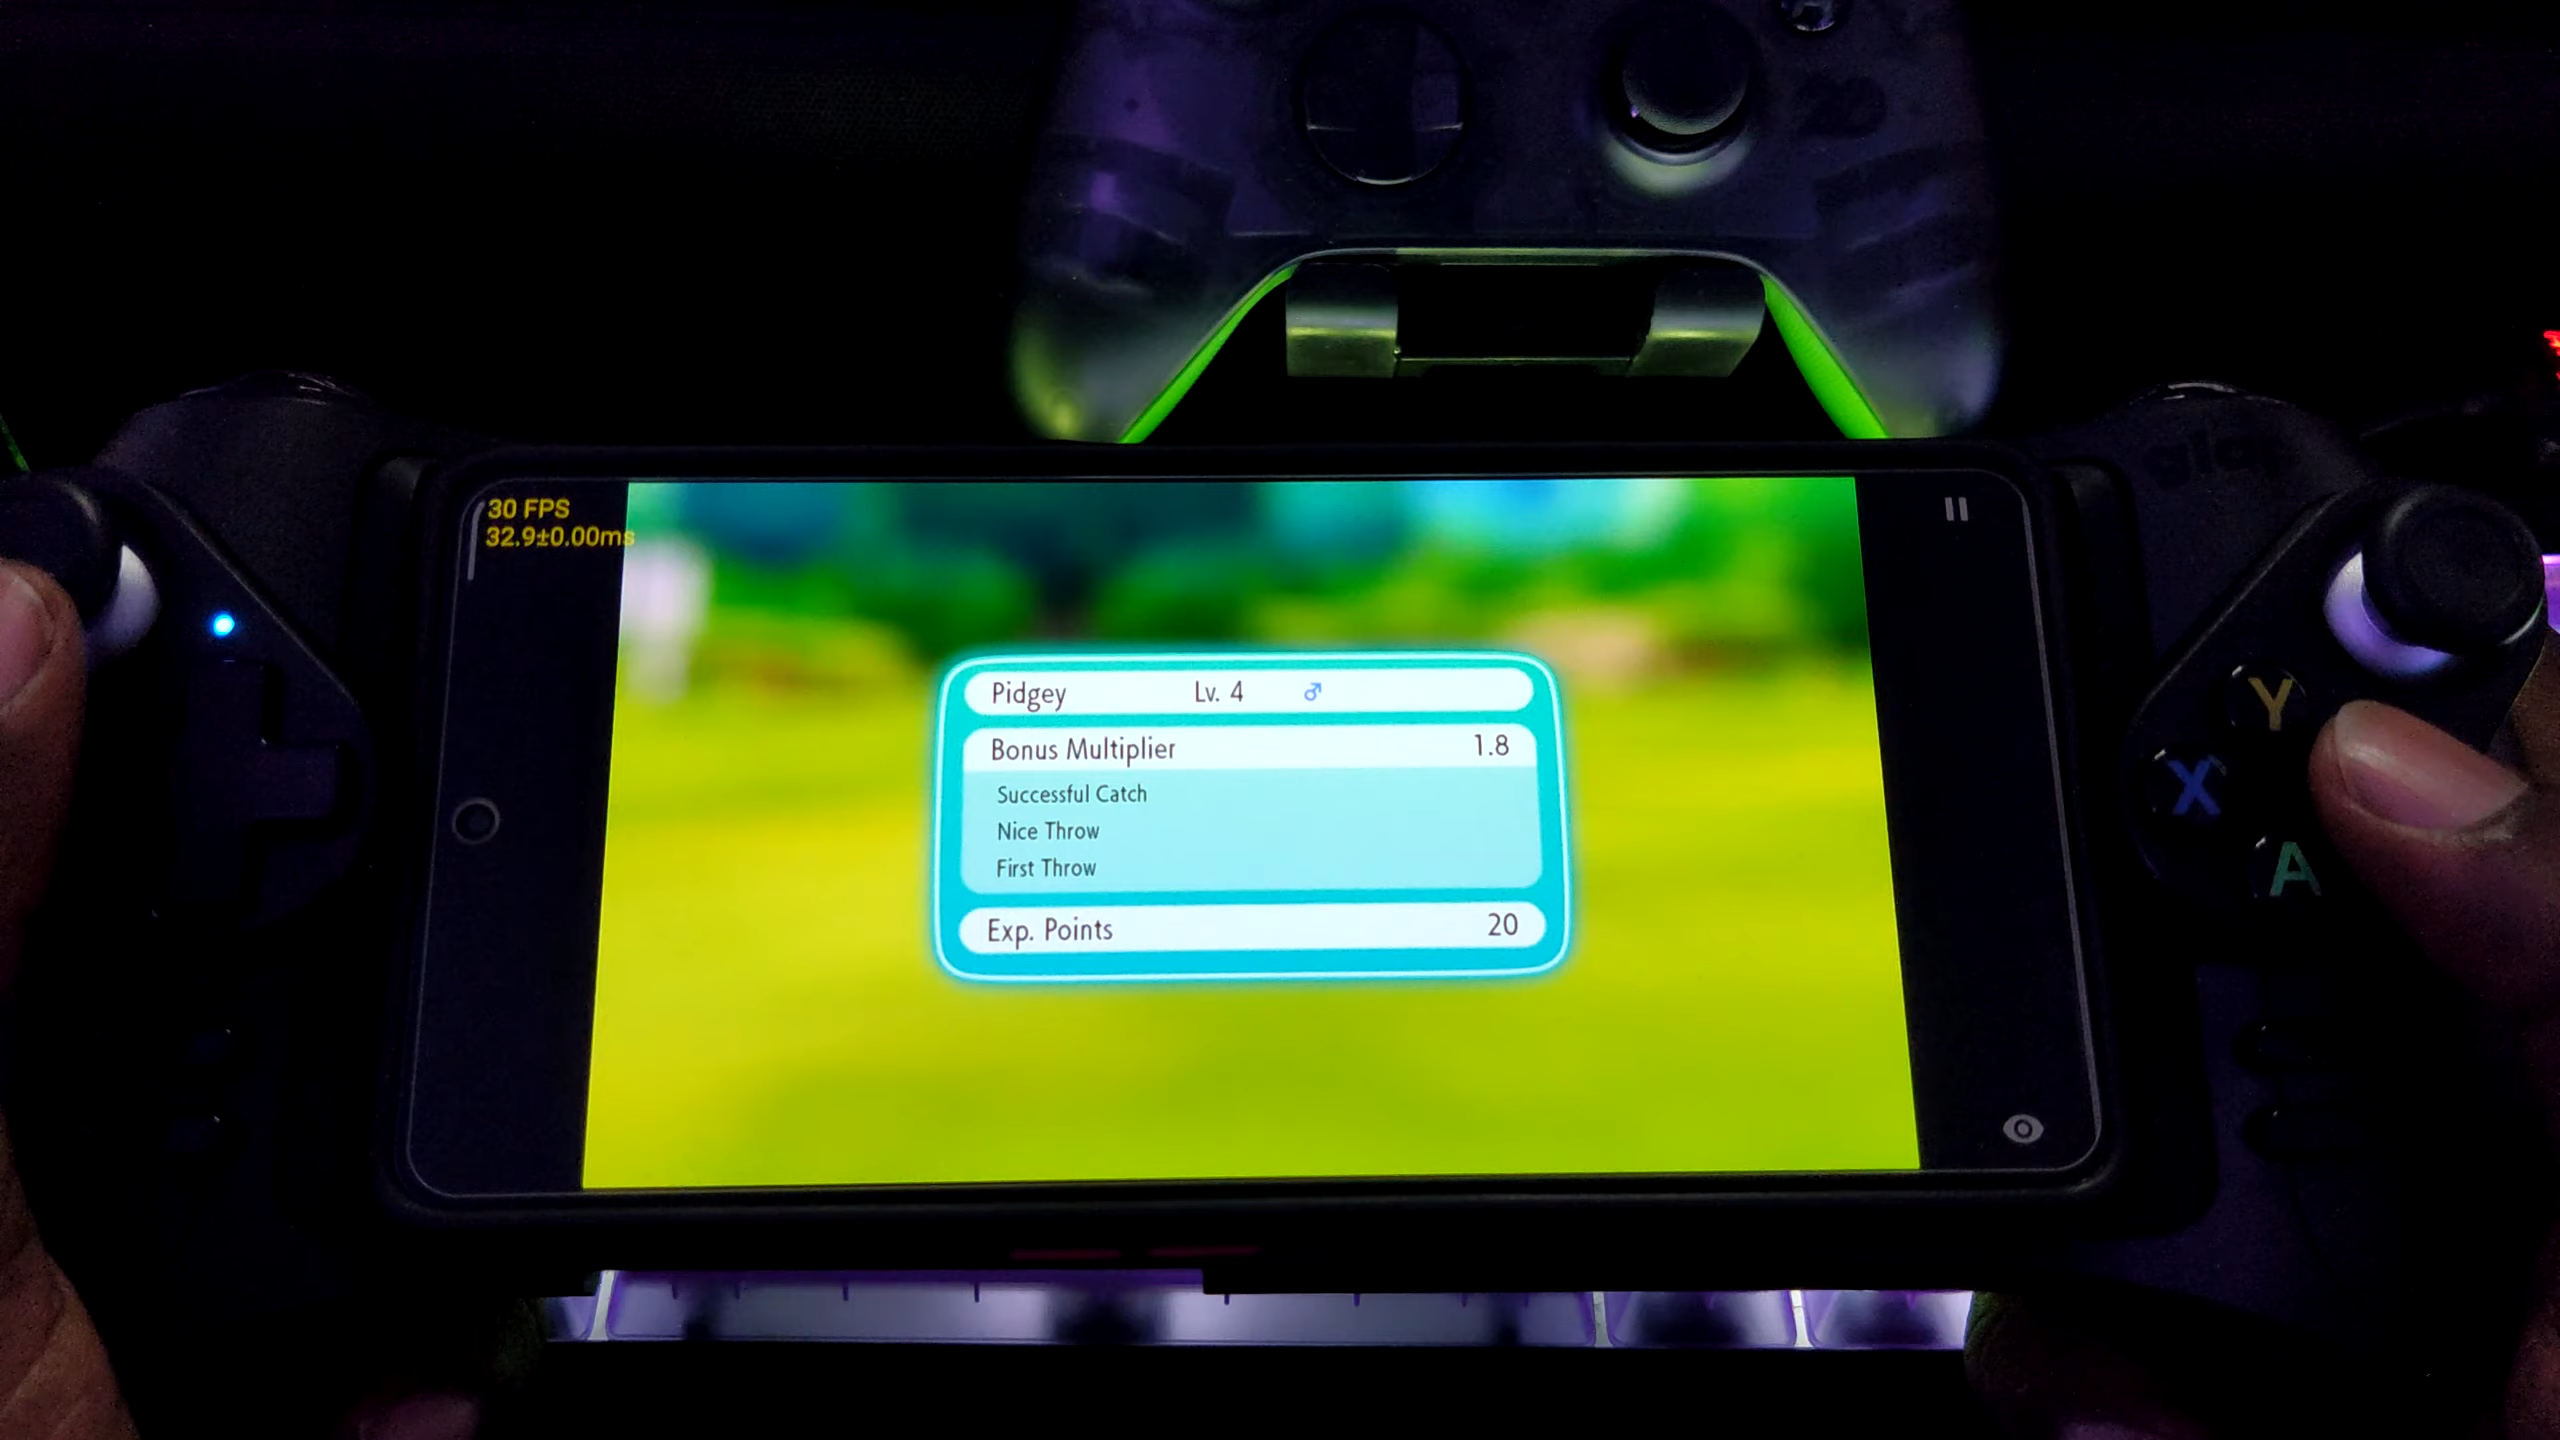 30 FPS
32.9±0.00ms
Pidgey Lv. 4 ♂
Bonus Multiplier 1.8
Successful Catch
Nice Throw
First Throw
Exp. Points 20
Y
X
A